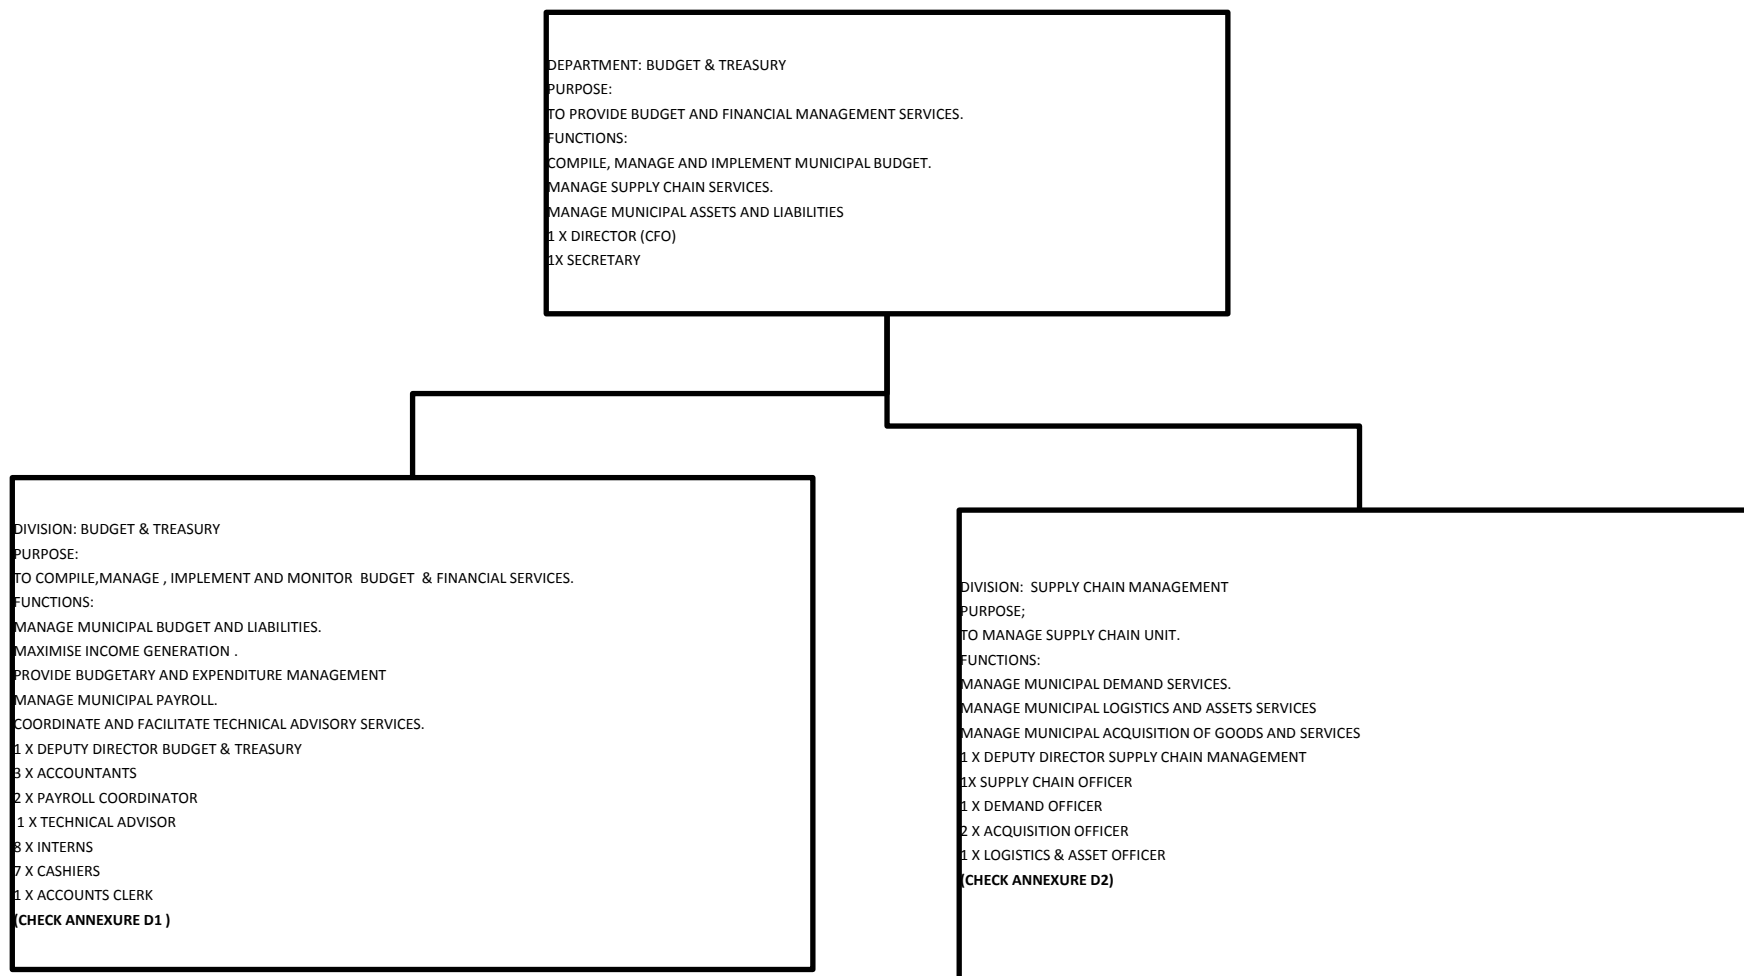 DEPARTMENT: BUDGET & TREASURY
PURPOSE:
TO PROVIDE BUDGET AND FINANCIAL MANAGEMENT SERVICES.
FUNCTIONS:
COMPILE, MANAGE AND IMPLEMENT MUNICIPAL BUDGET.
MANAGE SUPPLY CHAIN SERVICES.
MANAGE MUNICIPAL ASSETS AND LIABILITIES
1 X DIRECTOR (CFO)
1X SECRETARY
DIVISION: BUDGET & TREASURY
PURPOSE:
TO COMPILE,MANAGE , IMPLEMENT AND MONITOR  BUDGET  & FINANCIAL SERVICES.
FUNCTIONS:
MANAGE MUNICIPAL BUDGET AND LIABILITIES.
MAXIMISE INCOME GENERATION .
PROVIDE BUDGETARY AND EXPENDITURE MANAGEMENT
MANAGE MUNICIPAL PAYROLL.
COORDINATE AND FACILITATE TECHNICAL ADVISORY SERVICES.
1 X DEPUTY DIRECTOR BUDGET & TREASURY
3 X ACCOUNTANTS
2 X PAYROLL COORDINATOR
1 X TECHNICAL ADVISOR
8 X INTERNS
7 X CASHIERS
1 X ACCOUNTS CLERK
(CHECK ANNEXURE D1 )
DIVISION:  SUPPLY CHAIN MANAGEMENT
PURPOSE;
TO MANAGE SUPPLY CHAIN UNIT.
FUNCTIONS:
MANAGE MUNICIPAL DEMAND SERVICES.
MANAGE MUNICIPAL LOGISTICS AND ASSETS SERVICES
MANAGE MUNICIPAL ACQUISITION OF GOODS AND SERVICES
1 X DEPUTY DIRECTOR SUPPLY CHAIN MANAGEMENT
1X SUPPLY CHAIN OFFICER
1 X DEMAND OFFICER
2 X ACQUISITION OFFICER
1 X LOGISTICS & ASSET OFFICER
(CHECK ANNEXURE D2)